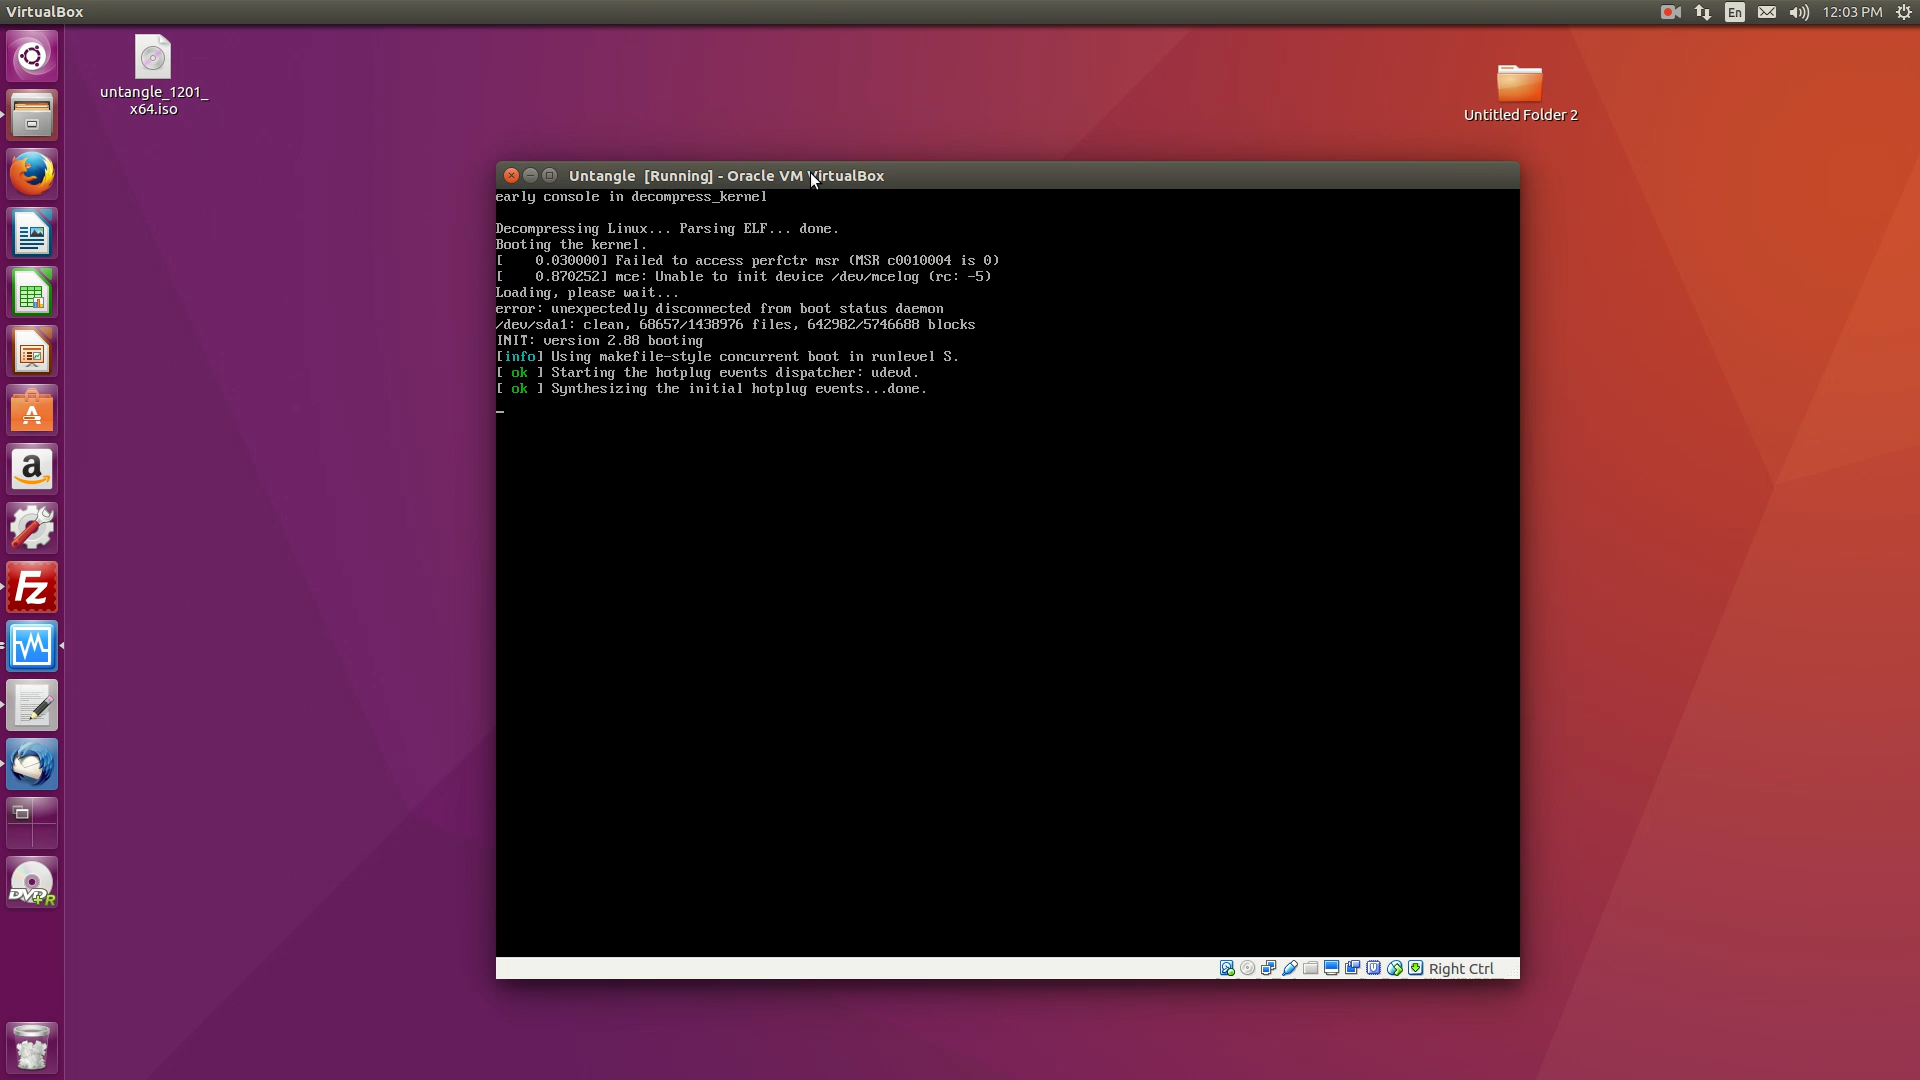 VirtualBox
En
12:03 PM
untangle_1201_
x64.iso
Untitled Folder 2
Untangle [Running] - Oracle VM VirtualBox
early console in decompress_kernel
Decompressing Linux... Parsing ELF... done.
Booting the kernel.
[    0.030000] Failed to access perfctr msr (MSR c0010004 is 0)
[    0.870252] mce: Unable to init device /dev/mcelog (rc: -5)
Loading, please wait...
error: unexpectedly disconnected from boot status daemon
/dev/sda1: clean, 68657/1438976 files, 642982/5746688 blocks
INIT: version 2.88 booting
[info] Using makefile-style concurrent boot in runlevel S.
[ ok ] Starting the hotplug events dispatcher: udevd.
[ ok ] Synthesizing the initial hotplug events...done.
A
a
Fz
DVD+R
Right Ctrl